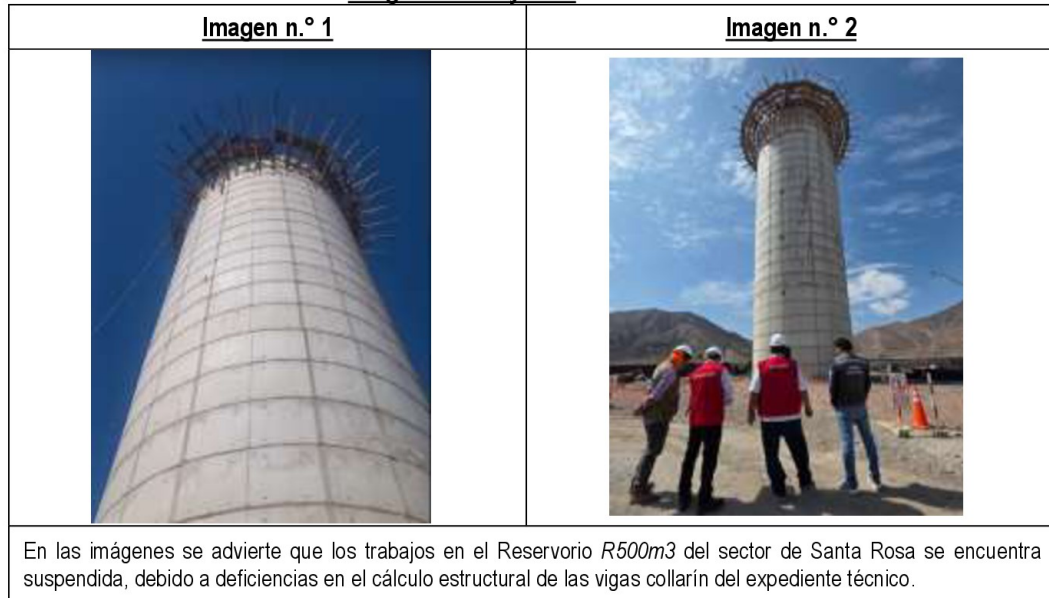 Imagen n.° 1
Imagen n.° 2
En las imágenes se advierte que los trabajos en el Reservorio R500m3 del sector de Santa Rosa se encuentra
suspendida, debido a deficiencias en el cálculo estructural de las vigas collarín del expediente técnico.